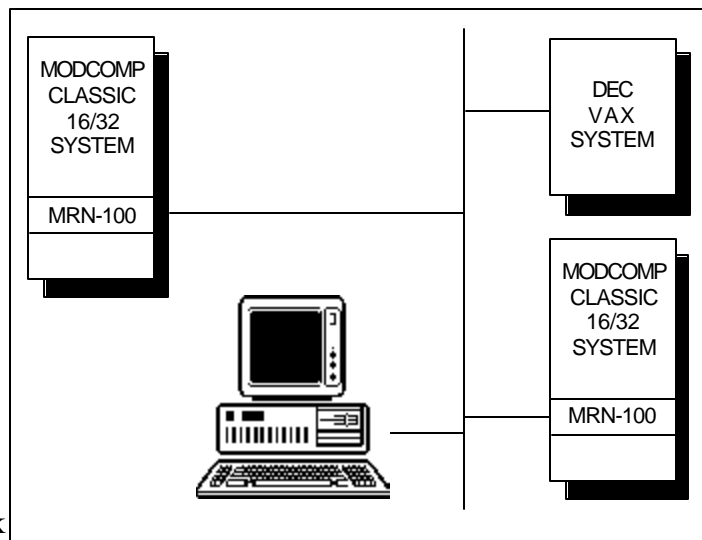 MODCOMP
CLASSIC
16/32
SYSTEM
MRN-100
DEC
VAX
SYSTEM
MODCOMP
CLASSIC
16/32
SYSTEM
MRN-100